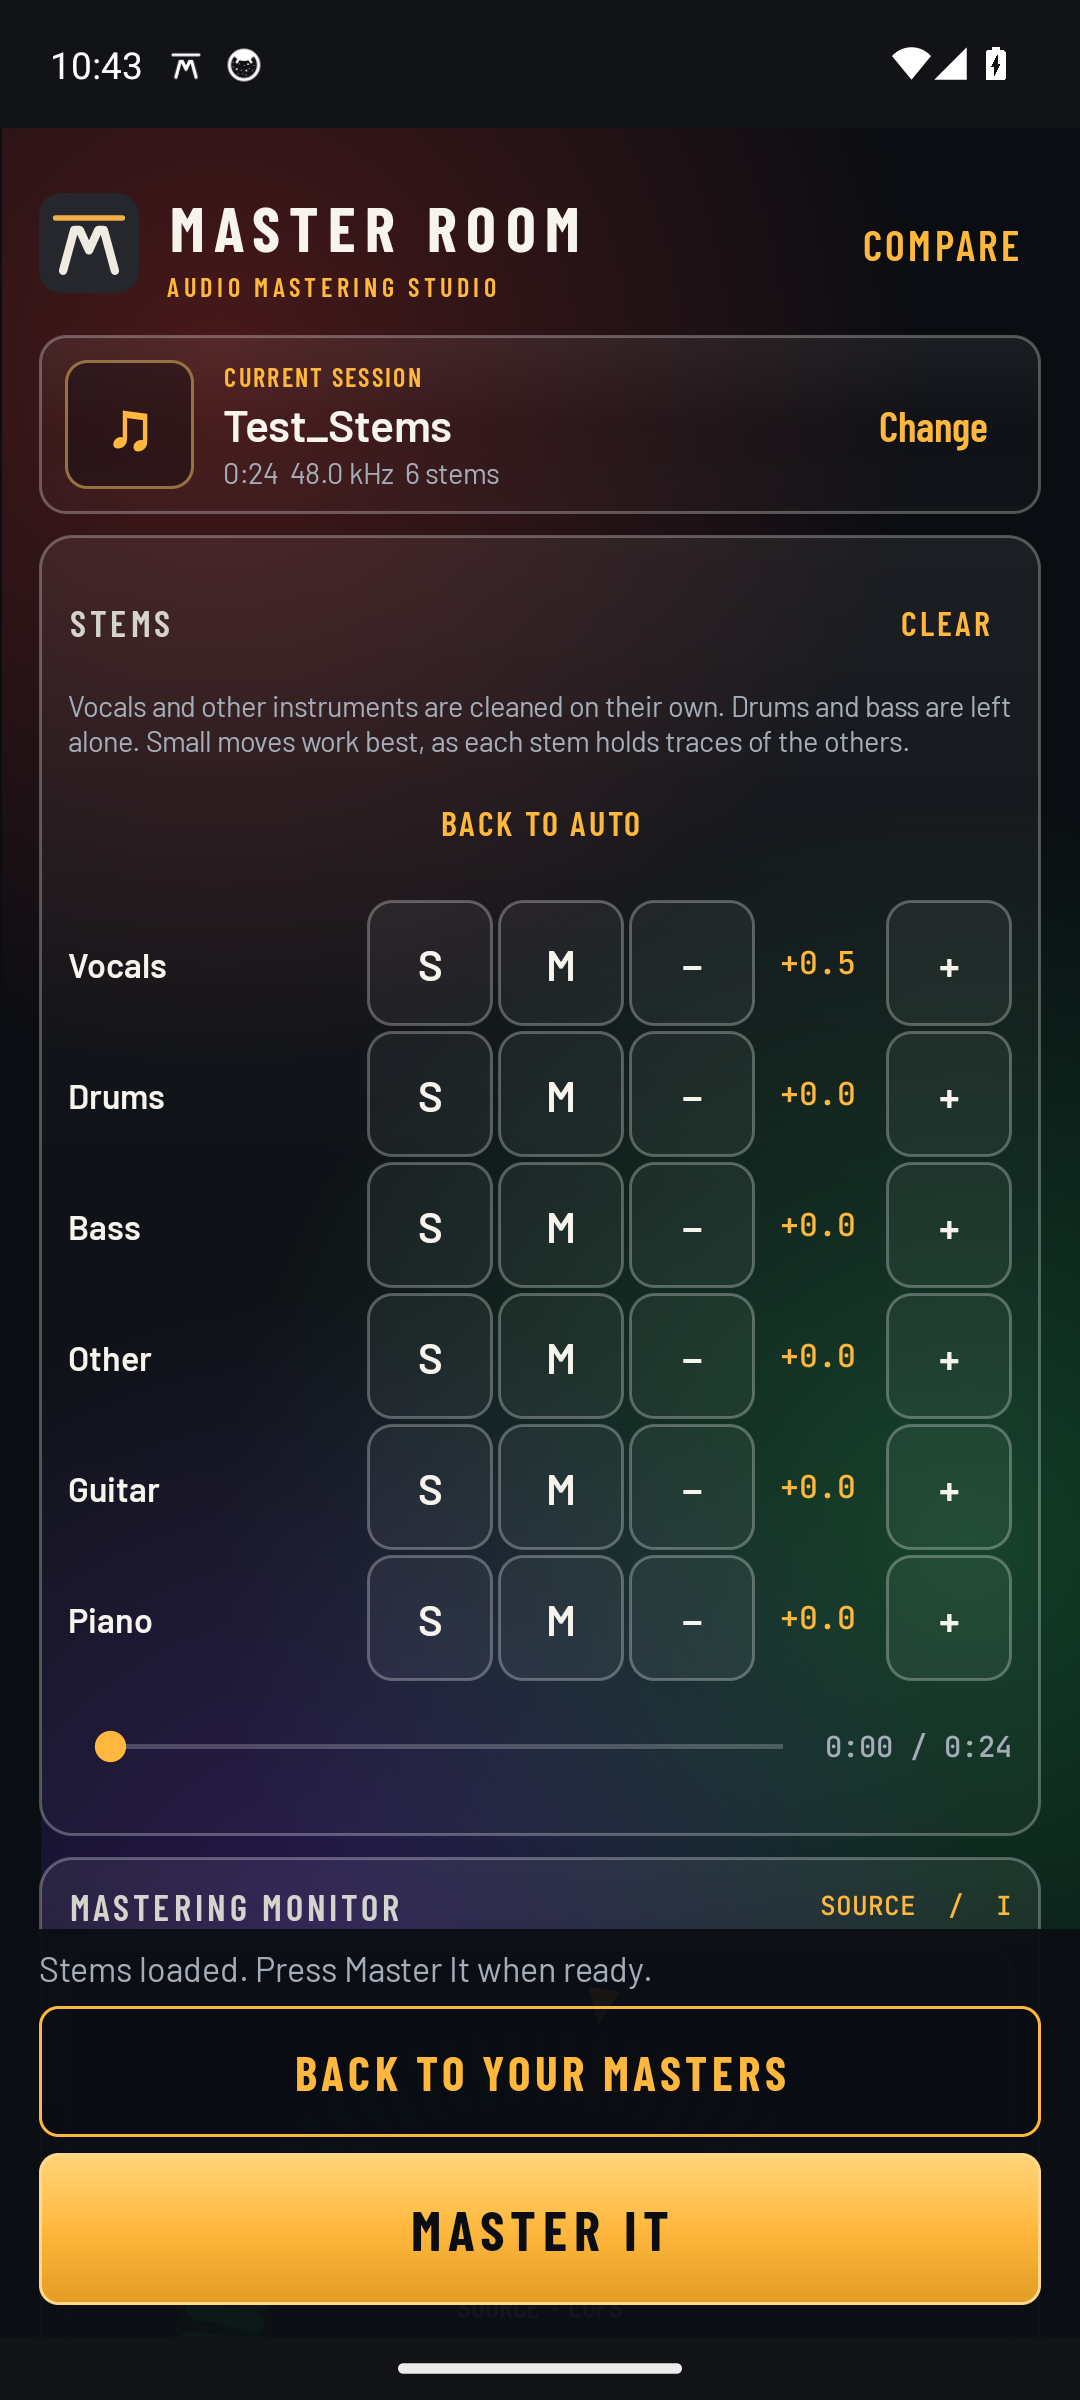 10:43
MASTER ROOM
AUDIO MASTERING STUDIO
COMPARE
CURRENT SESSION
Test_Stems
0:24 48.0 kHz 6 stems
Change
STEMS
CLEAR
Vocals and other instruments are cleaned on their own. Drums and bass are left
alone. Small moves work best, as each stem holds traces of the others.
BACK TO AUTO
Vocals S M – +0.5 +
Drums S M – +0.0 +
Bass S M – +0.0 +
Other S M – +0.0 +
Guitar S M – +0.0 +
Piano S M – +0.0 +
0:00 / 0:24
MASTERING MONITOR
SOURCE / I
Stems loaded. Press Master It when ready.
BACK TO YOUR MASTERS
MASTER IT
SOURCE · LUFS